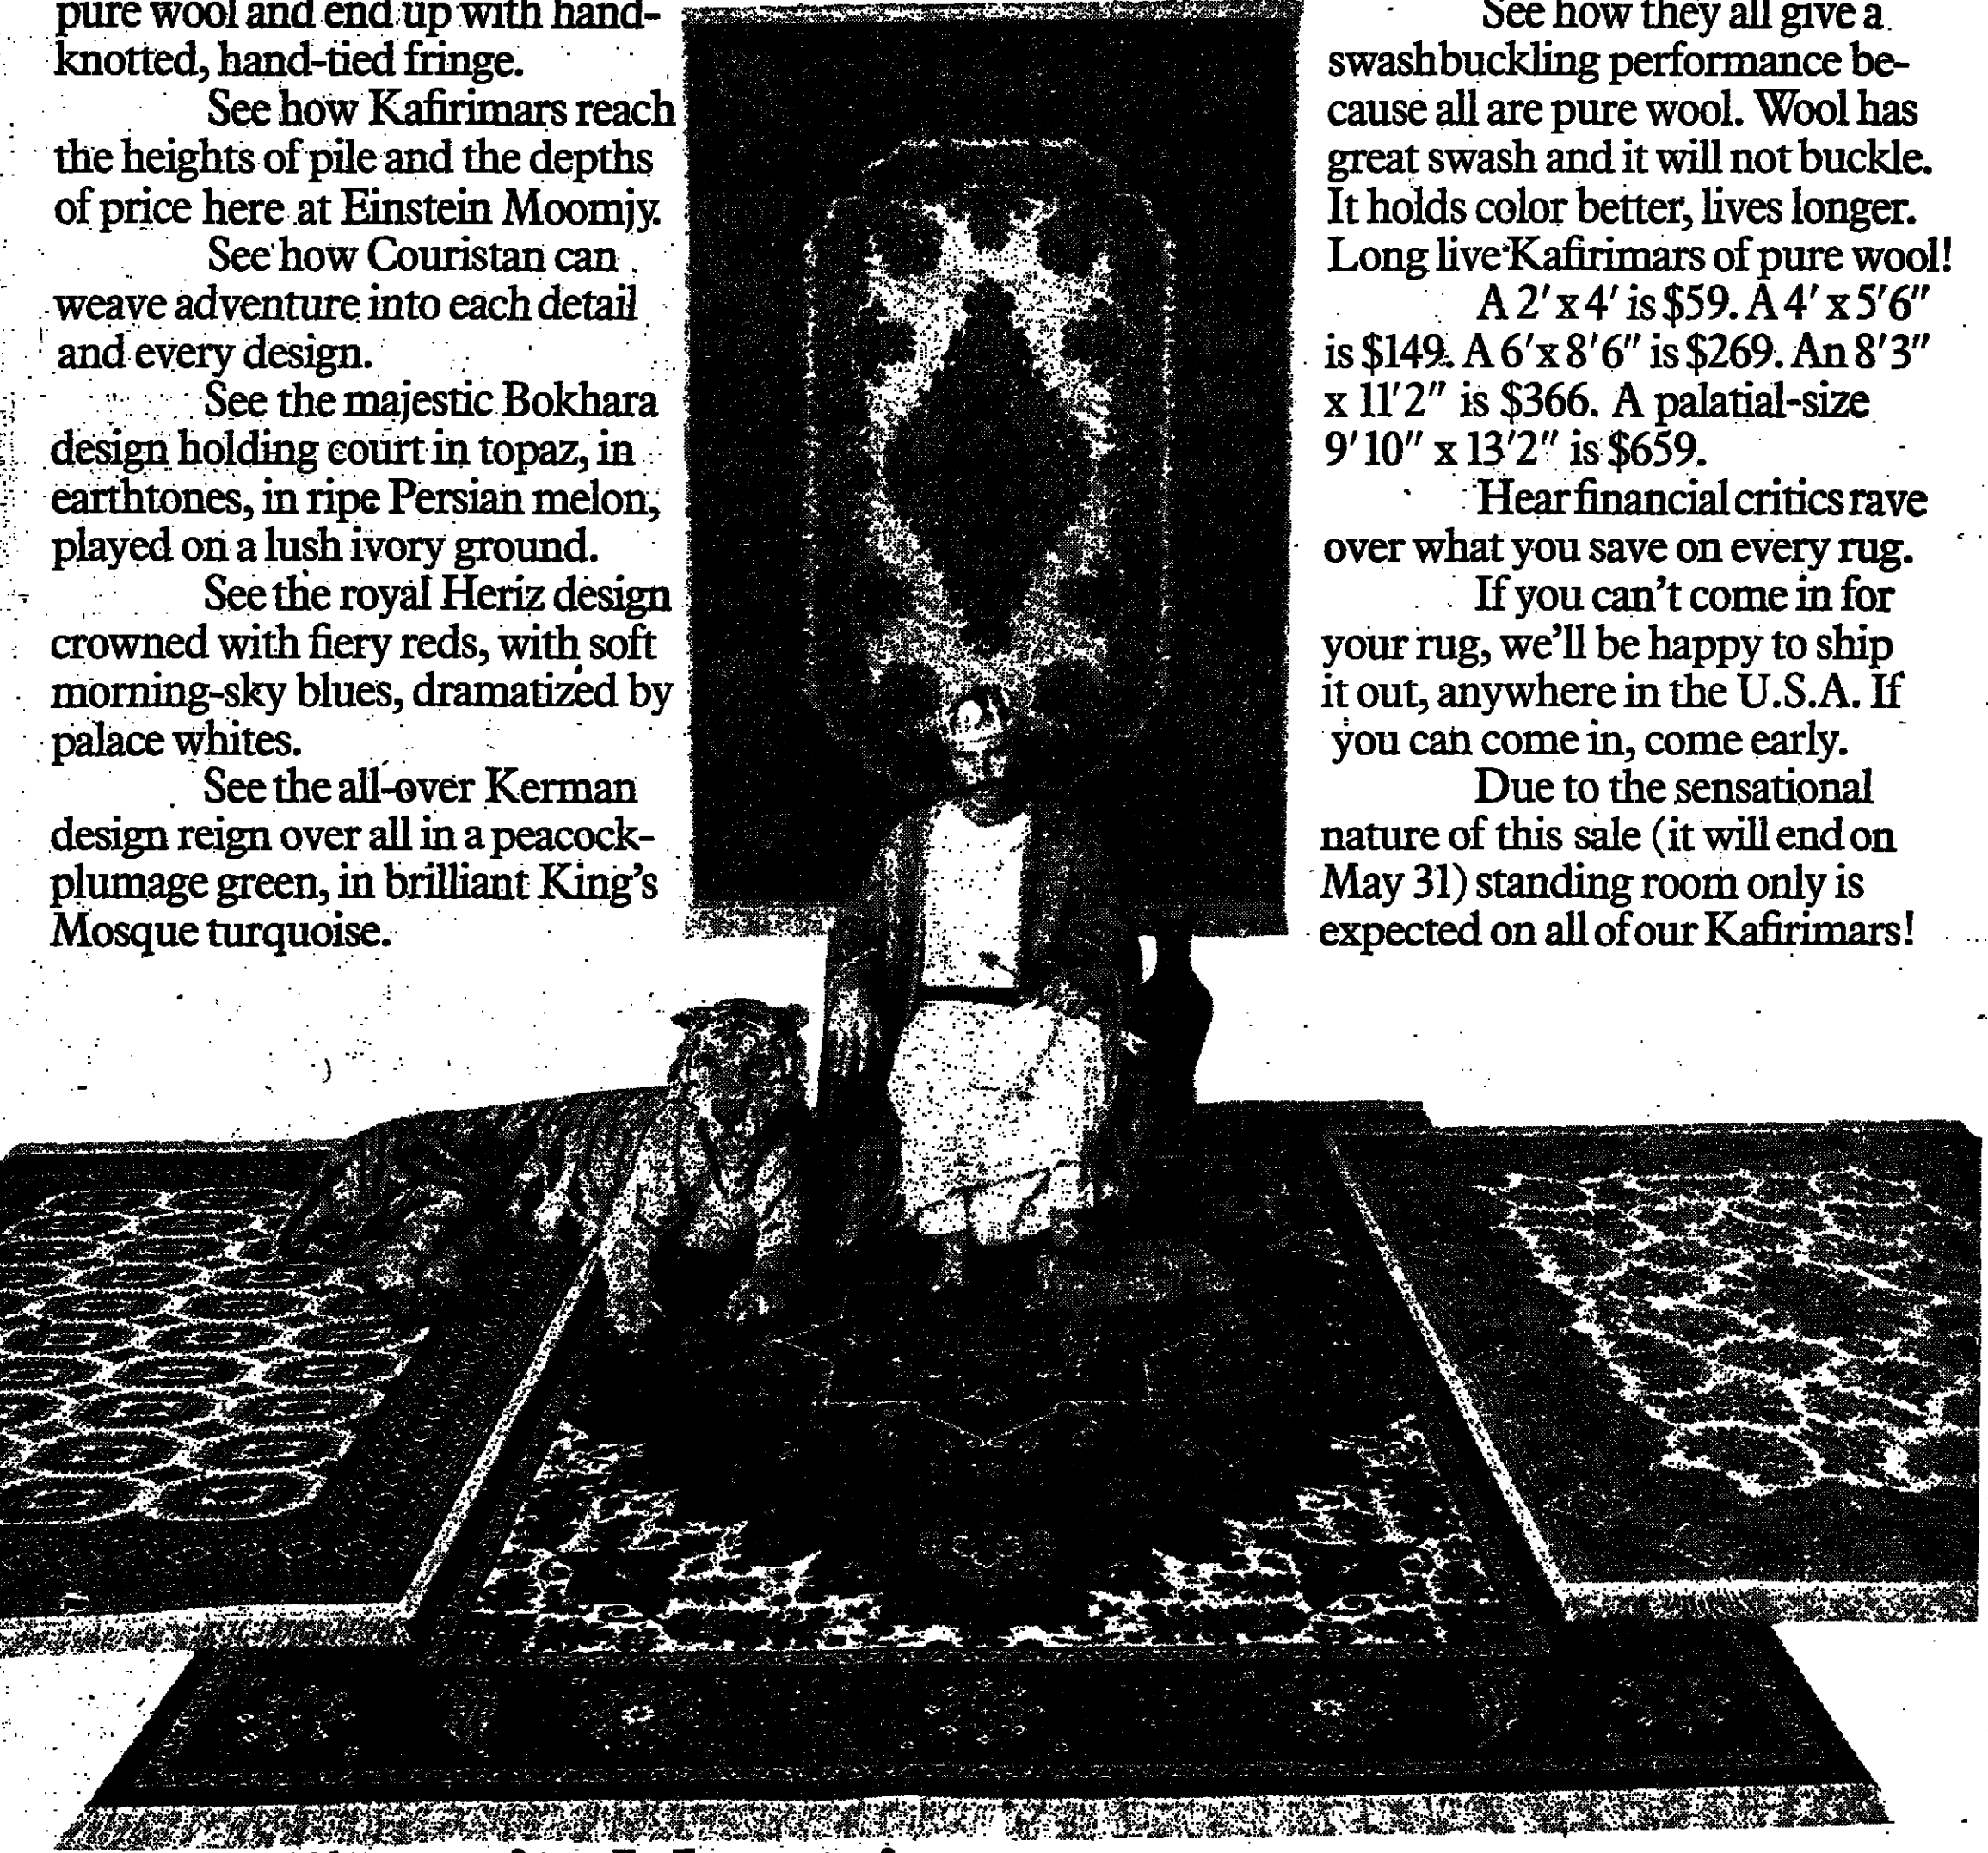 pure wool and end up with hand-
knotted, hand-tied fringe.
See how Kafirimars reach
the heights of pile and the depths
of price here at Einstein Moomjy.
See how Couristan can
weave adventure into each detail
and every design.
See the majestic Bokhara
design holding court in topaz, in
earthtones, in ripe Persian melon,
played on a lush ivory ground.
See the royal Heriz design
crowned with fiery reds, with soft
morning-sky blues, dramatized by
palace whites.
See the all-over Kerman
design reign over all in a peacock-
plumage green, in brilliant King's
Mosque turquoise.
See how they all give a
swashbuckling performance be-
cause all are pure wool. Wool has
great swash and it will not buckle.
It holds color better, lives longer.
Long live Kafirimars of pure wool!
A 2' x 4' is $59. A 4' x 5'6"
is $149. A 6' x 8'6" is $269. An 8'3"
x 11'2" is $366. A palatial-size
9'10" x 13'2" is $659.
Hear financial critics rave
over what you save on every rug.
If you can't come in for
your rug, we'll be happy to ship
it out, anywhere in the U.S.A. If
you can come in, come early.
Due to the sensational
nature of this sale (it will end on
May 31) standing room only is
expected on all of our Kafirimars!